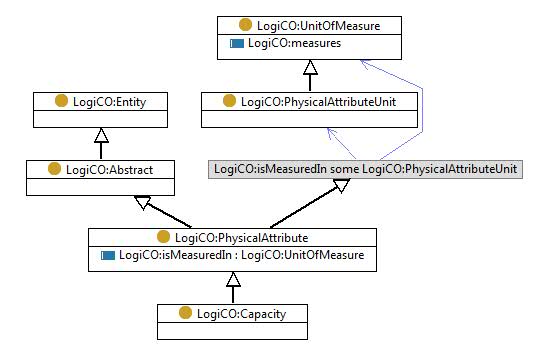 LogiCO:UnitOfMeasure
LogiCO:measures
LogiCO:Entity
LogiCO:PhysicalAttributeUnit
LogiCO:Abstract
LogiCO:isMeasuredIn some LogiCO:PhysicalAttributeUnit
LogiCO:PhysicalAttribute
LogiCO:isMeasuredIn : LogiCO:UnitOfMeasure
LogiCO:Capacity